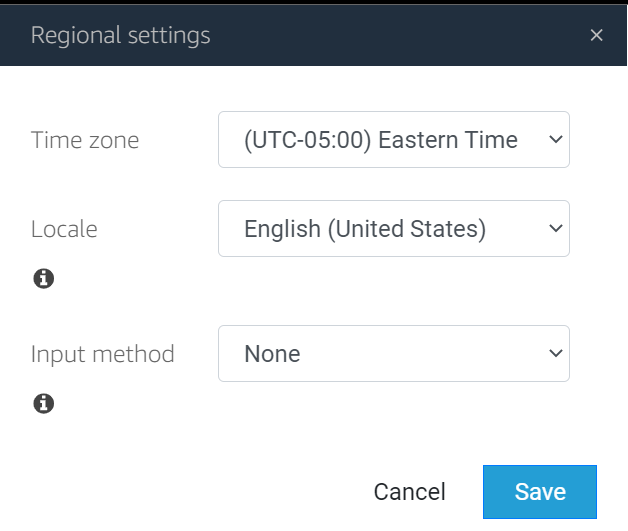 Regional settings ×
Time zone (UTC-05:00) Eastern Time
Locale English (United States)
Input method None
Cancel Save